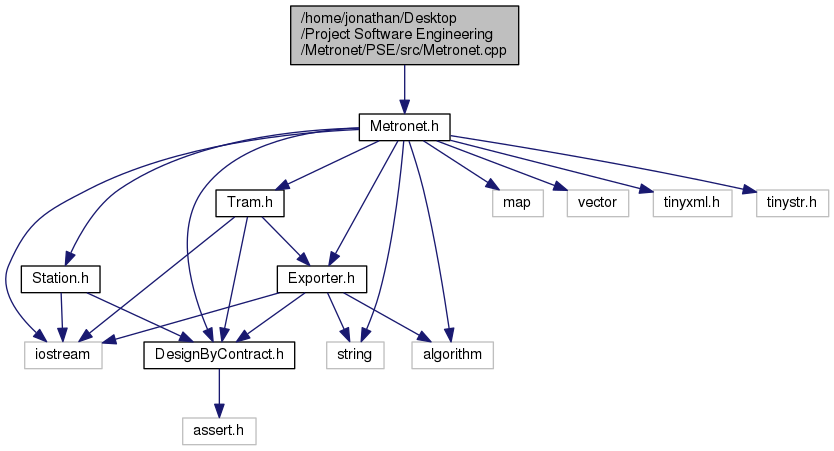 /home/jonathan/Desktop
/Project Software Engineering
/Metronet/PSE/src/Metronet.cpp
Metronet.h
Tram.h
map
vector
tinyxml.h
tinystr.h
Station.h
Exporter.h
iostream
DesignByContract.h
string
algorithm
assert.h